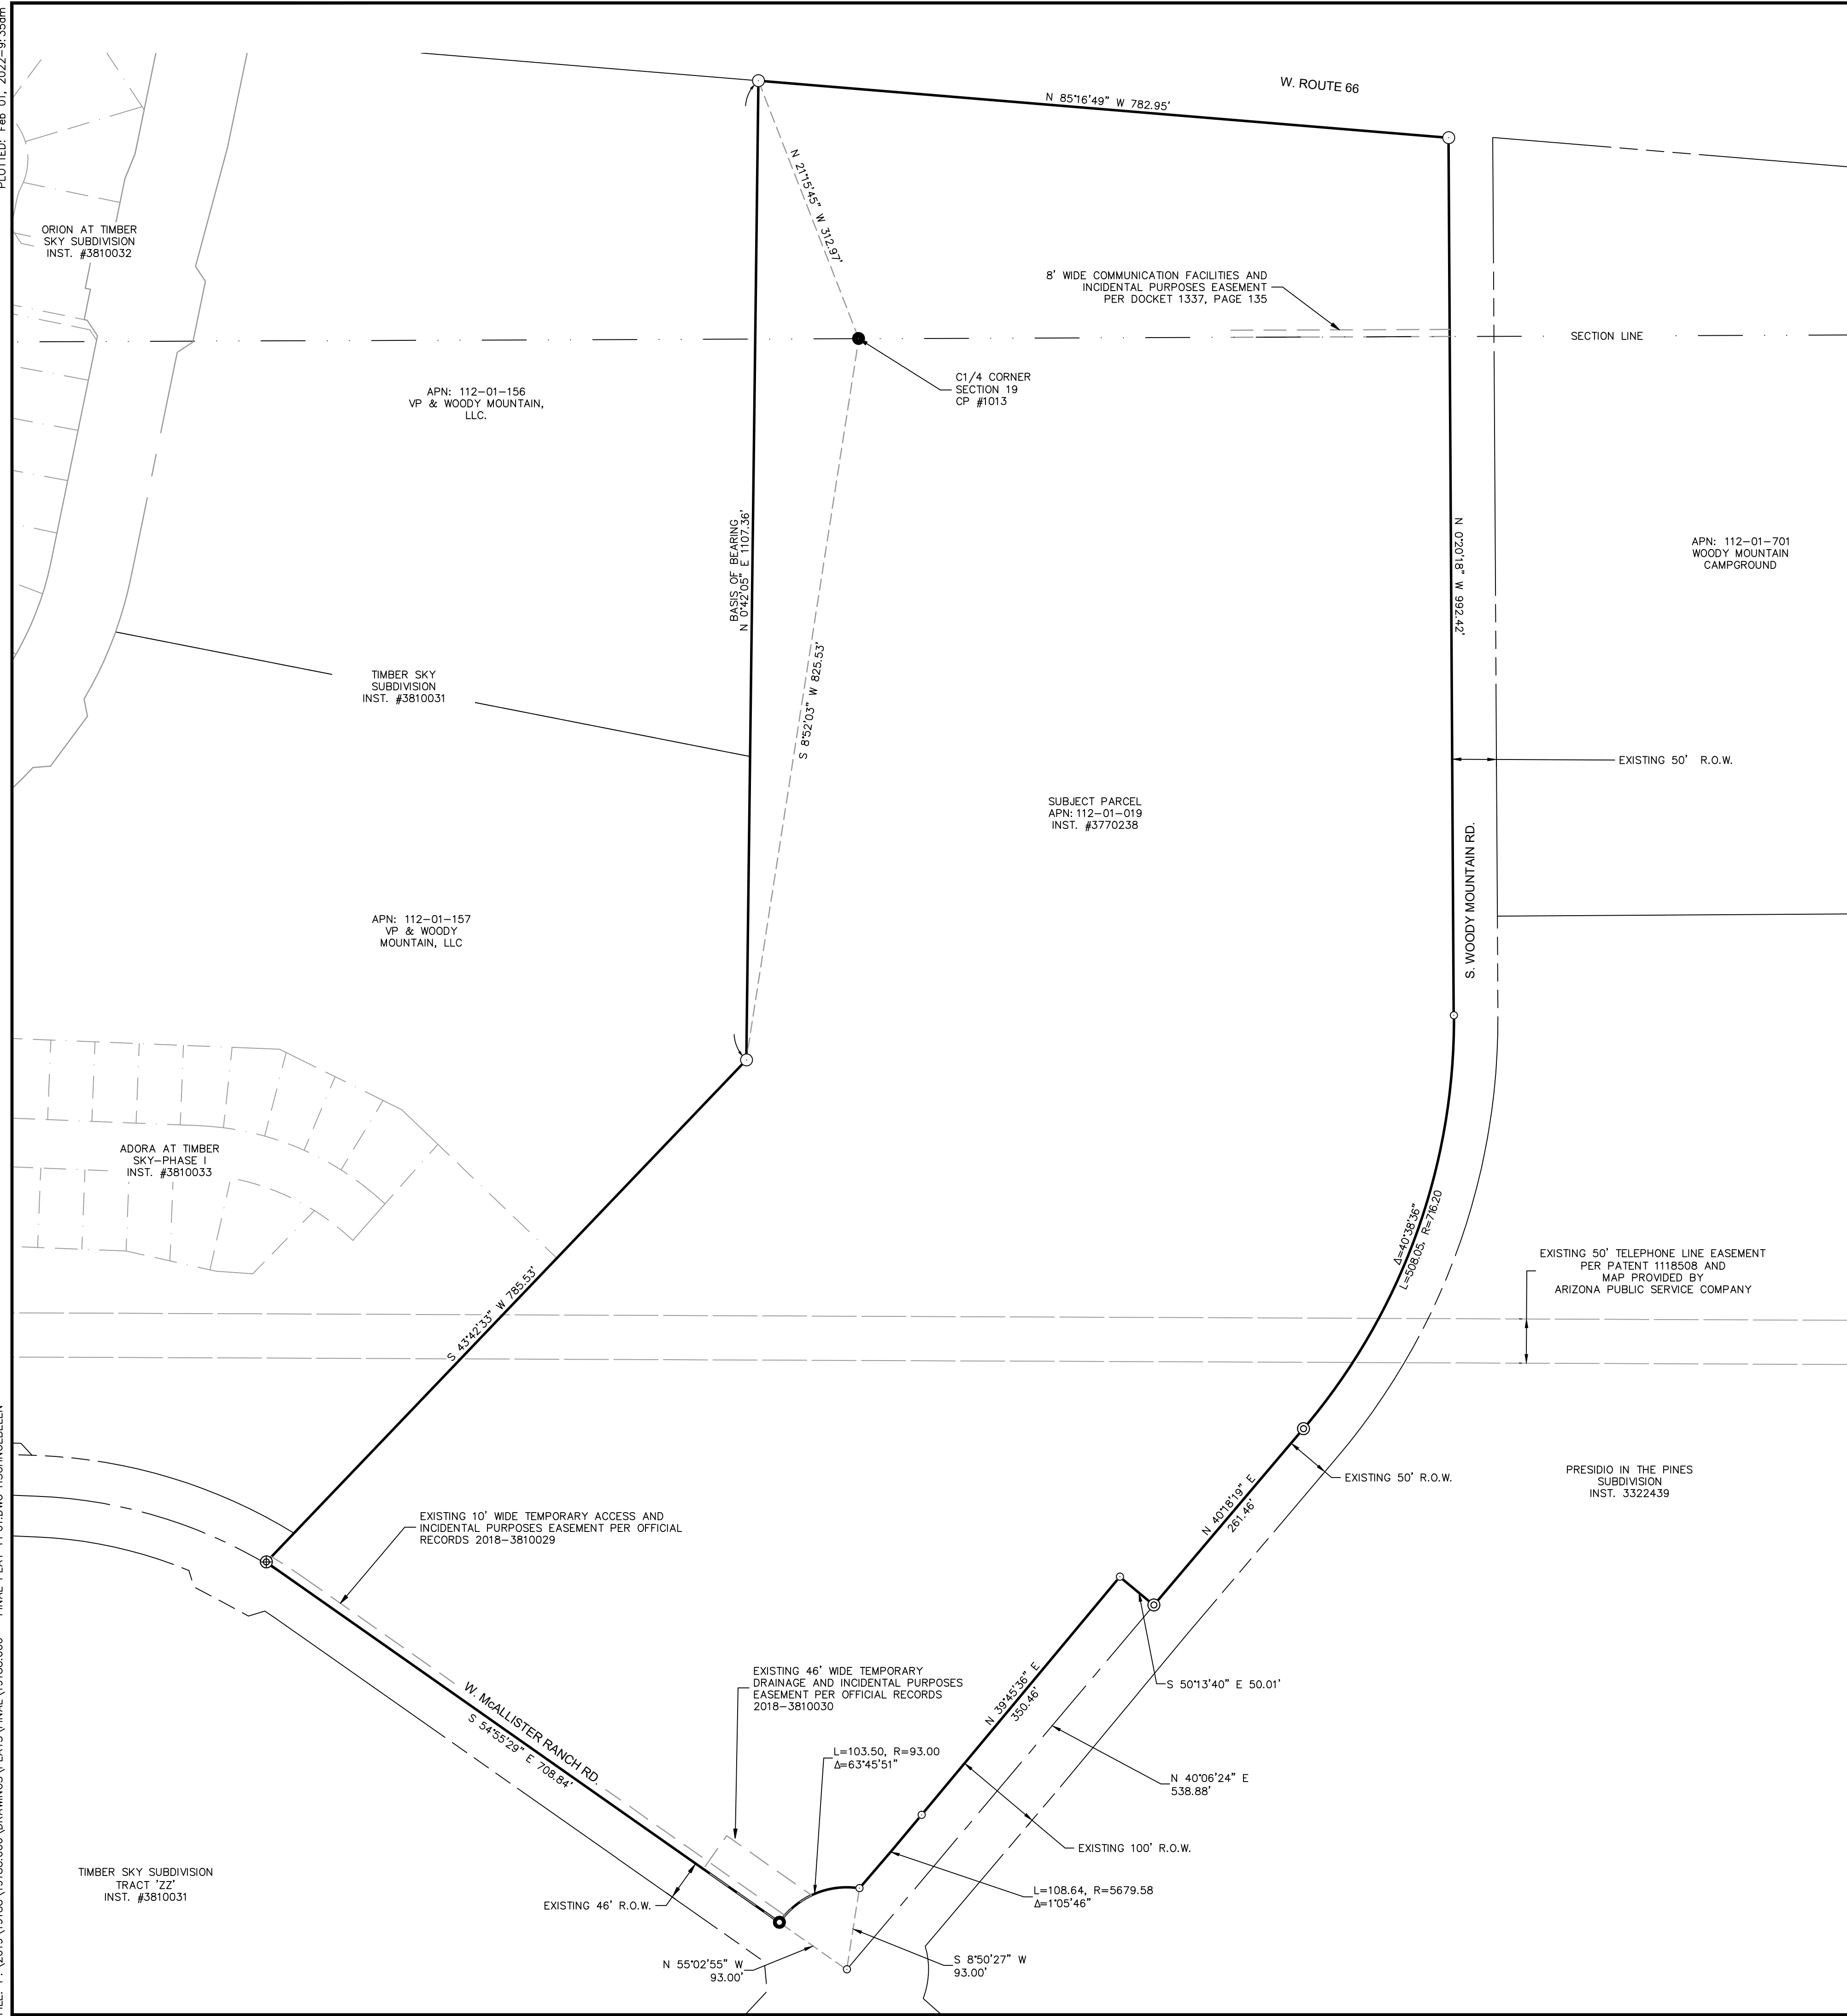 PLOTTED: Feb 01, 2022-9:35am
W. ROUTE 66
N 85°16'49" W 782.95'
N 21°15'45" W 312.97'
ORION AT TIMBER
SKY SUBDIVISION
INST. #3810032
8' WIDE COMMUNICATION FACILITIES AND
INCIDENTAL PURPOSES EASEMENT
PER DOCKET 1337, PAGE 135
SECTION LINE
C1/4 CORNER
SECTION 19
CP #1013
APN: 112-01-156
VP & WOODY MOUNTAIN,
LLC.
BASIS OF BEARING
N 0°42'05" E 1107.36'
N 0°20'18" W 992.42'
APN: 112-01-701
WOODY MOUNTAIN
CAMPGROUND
TIMBER SKY
SUBDIVISION
INST. #3810031
S 8°52'03" W 825.53'
EXISTING 50' R.O.W.
SUBJECT PARCEL
APN: 112-01-019
INST. #3770238
S. WOODY MOUNTAIN RD.
APN: 112-01-157
VP & WOODY
MOUNTAIN, LLC
ADORA AT TIMBER
SKY-PHASE I
INST. #3810033
Δ=40°38'36"
L=508.05, R=716.20
EXISTING 50' TELEPHONE LINE EASEMENT
PER PATENT 1118508 AND
MAP PROVIDED BY
ARIZONA PUBLIC SERVICE COMPANY
S 43°42'33" W 785.53'
EXISTING 50' R.O.W.
PRESIDIO IN THE PINES
SUBDIVISION
INST. 3322439
N 40°18'19" E
261.46'
EXISTING 10' WIDE TEMPORARY ACCESS AND
INCIDENTAL PURPOSES EASEMENT PER OFFICIAL
RECORDS 2018-3810029
EXISTING 46' WIDE TEMPORARY
DRAINAGE AND INCIDENTAL PURPOSES
EASEMENT PER OFFICIAL RECORDS
2018-3810030
S 50°13'40" E 50.01'
N 39°45'36" E
350.46'
W. McALLISTER RANCH RD.
S 54°55'29" E 708.84'
L=103.50, R=93.00
Δ=63°45'51"
N 40°06'24" E
538.88'
EXISTING 100' R.O.W.
TIMBER SKY SUBDIVISION
TRACT 'ZZ'
INST. #3810031
L=108.64, R=5679.58
Δ=1°05'46"
EXISTING 46' R.O.W.
N 55°02'55" W
93.00'
S 8°50'27" W
93.00'